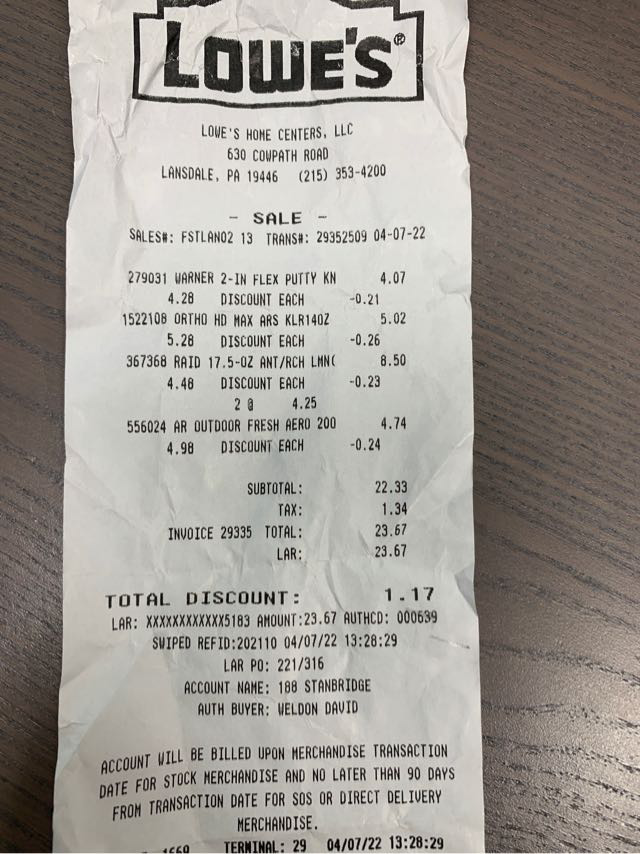 LOWE'S®
LOWE'S HOME CENTERS, LLC
630 COWPATH ROAD
LANSDALE, PA 19446 (215) 353-4200
- SALE -
SALES#: FSTLAN02 13 TRANS#: 29352509 04-07-22
279031 WARNER 2-IN FLEX PUTTY KN 4.07
4.28 DISCOUNT EACH -0.21
1522108 ORTHO HD MAX ARS KLR140Z 5.02
5.28 DISCOUNT EACH -0.26
367368 RAID 17.5-OZ ANT/RCH LMN( 8.50
4.48 DISCOUNT EACH -0.23
2 @ 4.25
556024 AR OUTDOOR FRESH AERO 200 4.74
4.98 DISCOUNT EACH -0.24
SUBTOTAL: 22.33
TAX: 1.34
INVOICE 29335 TOTAL: 23.67
LAR: 23.67
TOTAL DISCOUNT: 1.17
LAR: XXXXXXXXXXXX5183 AMOUNT:23.67 AUTHCD: 000639
SWIPED REFID:202110 04/07/22 13:28:29
LAR PO: 221/316
ACCOUNT NAME: 188 STANBRIDGE
AUTH BUYER: WELDON DAVID
ACCOUNT WILL BE BILLED UPON MERCHANDISE TRANSACTION
DATE FOR STOCK MERCHANDISE AND NO LATER THAN 90 DAYS
FROM TRANSACTION DATE FOR SOS OR DIRECT DELIVERY
MERCHANDISE.
TERMINAL: 29 04/07/22 13:28:29